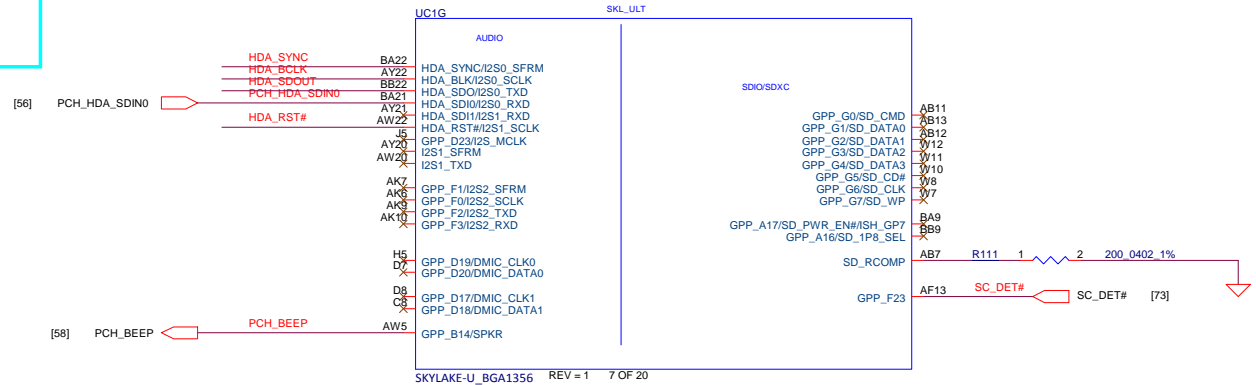 UC1G
SKL_ULT
AUDIO
SDIO/SDXC
HDA_SYNC BA22 HDA_SYNC/I2S0_SFRM
HDA_BCLK AY22 HDA_BLK/I2S0_SCLK
HDA_SDOUT BB22 HDA_SDO/I2S0_TXD
[56] PCH_HDA_SDIN0 PCH_HDA_SDIN0 BA21 HDA_SDI0/I2S0_RXD
AY21 HDA_SDI1/I2S1_RXD
HDA_RST# AW22 HDA_RST#/I2S1_SCLK
J5 GPP_D23/I2S_MCLK
AY20 I2S1_SFRM
AW20 I2S1_TXD
AK7 GPP_F1/I2S2_SFRM
AK6 GPP_F0/I2S2_SCLK
AK9 GPP_F2/I2S2_TXD
AK10 GPP_F3/I2S2_RXD
H5 GPP_D19/DMIC_CLK0
D7 GPP_D20/DMIC_DATA0
D8 GPP_D17/DMIC_CLK1
C8 GPP_D18/DMIC_DATA1
[58] PCH_BEEP PCH_BEEP AW5 GPP_B14/SPKR
GPP_G0/SD_CMD AB11
GPP_G1/SD_DATA0 AB13
GPP_G2/SD_DATA1 AB12
GPP_G3/SD_DATA2 W12
GPP_G4/SD_DATA3 W11
GPP_G5/SD_CD# W10
GPP_G6/SD_CLK W8
GPP_G7/SD_WP W7
GPP_A17/SD_PWR_EN#/ISH_GP7 BA9
GPP_A16/SD_1P8_SEL BB9
SD_RCOMP AB7 R111 1 2 200_0402_1%
GPP_F23 AF13 SC_DET# SC_DET# [73]
SKYLAKE-U_BGA1356 REV = 1 7 OF 20